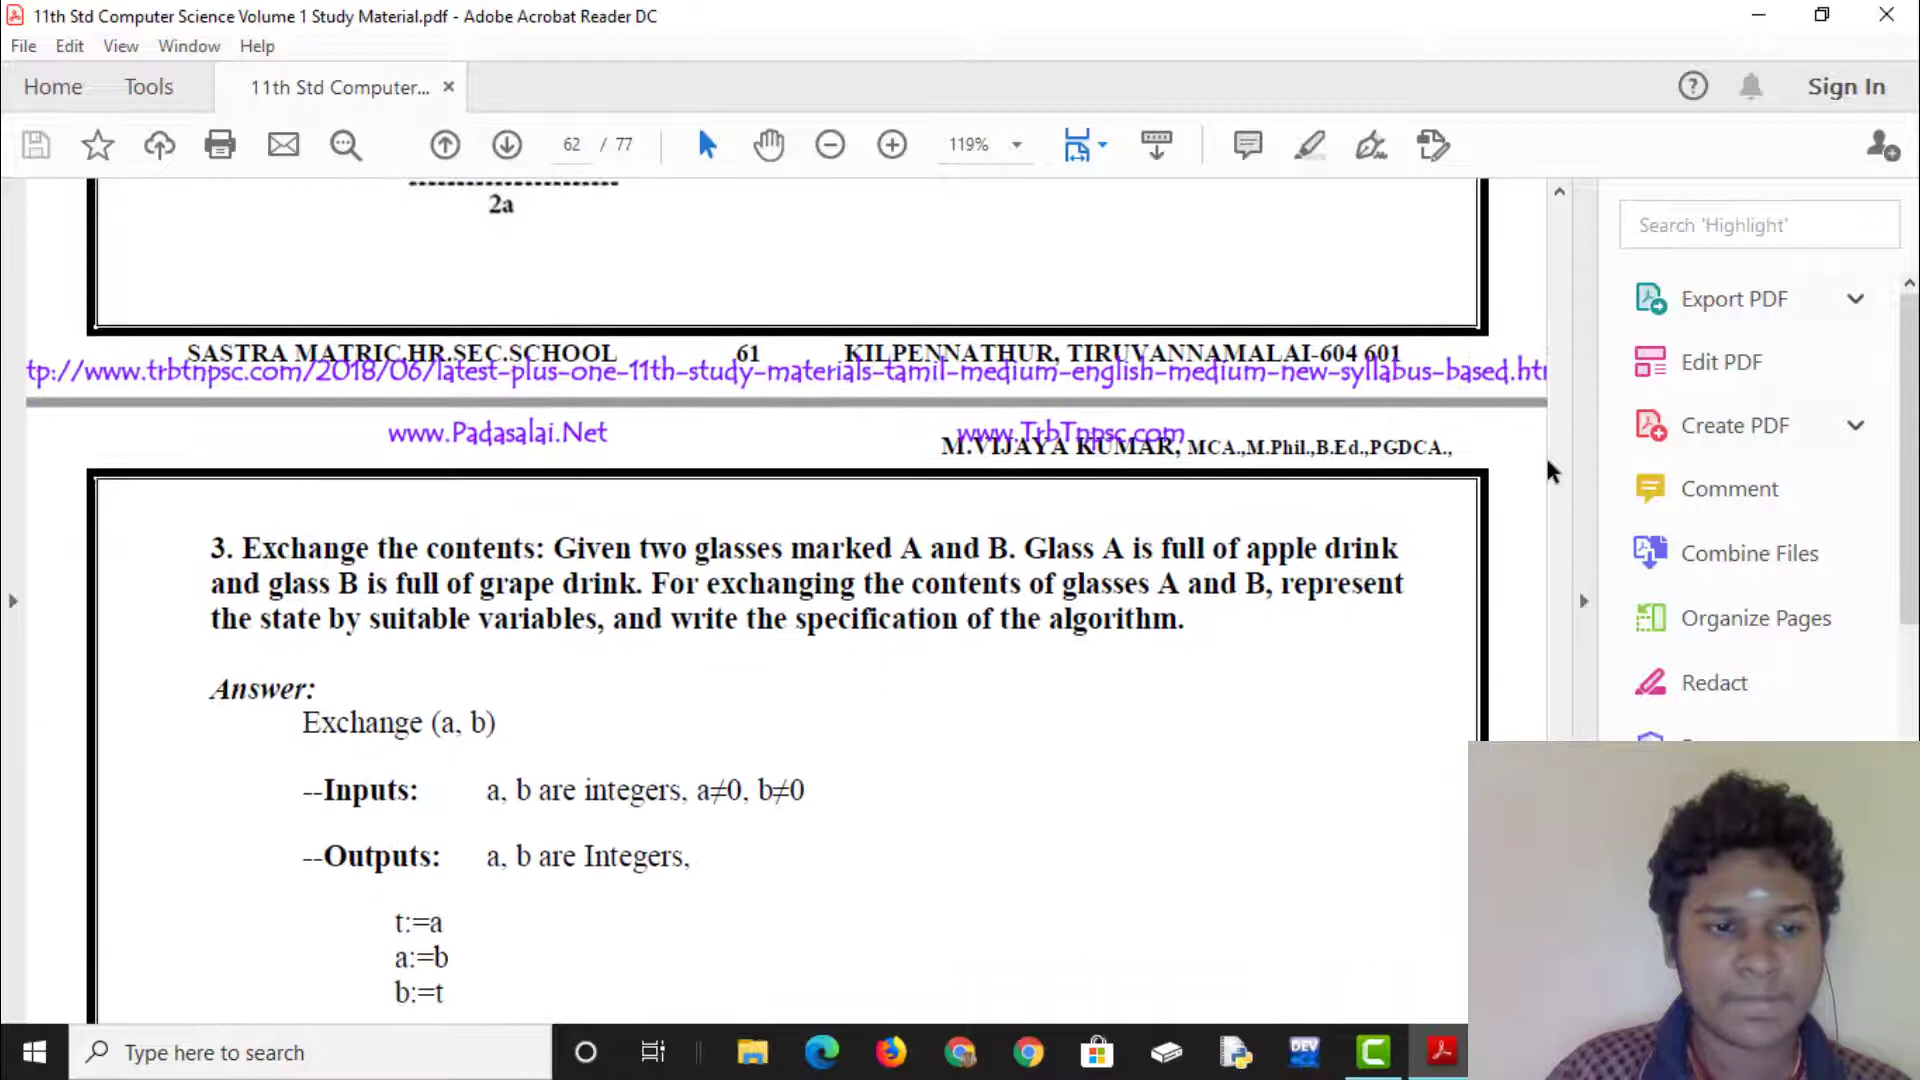 11th Std Computer Science Volume 1 Study Material.pdf - Adobe Acrobat Reader DC
File Edit View Window Help
Home Tools 11th Std Computer... × Sign In
62 / 77 119%
2a
SASTRA MATRIC.HR.SEC.SCHOOL 61 KILPENNATHUR, TIRUVANNAMALAI-604 601
tp://www.trbtnpsc.com/2018/06/latest-plus-one-11th-study-materials-tamil-medium-english-medium-new-syllabus-based.htm
www.Padasalai.Net www.TrbTnpsc.com
M.VIJAYA KUMAR, MCA.,M.Phil.,B.Ed.,PGDCA.,
3. Exchange the contents: Given two glasses marked A and B. Glass A is full of apple drink
and glass B is full of grape drink. For exchanging the contents of glasses A and B, represent
the state by suitable variables, and write the specification of the algorithm.
Answer:
Exchange (a, b)
--Inputs: a, b are integers, a≠0, b≠0
--Outputs: a, b are Integers,
t:=a
a:=b
b:=t
Search 'Highlight'
Export PDF
Edit PDF
Create PDF
Comment
Combine Files
Organize Pages
Redact
Type here to search
DEV